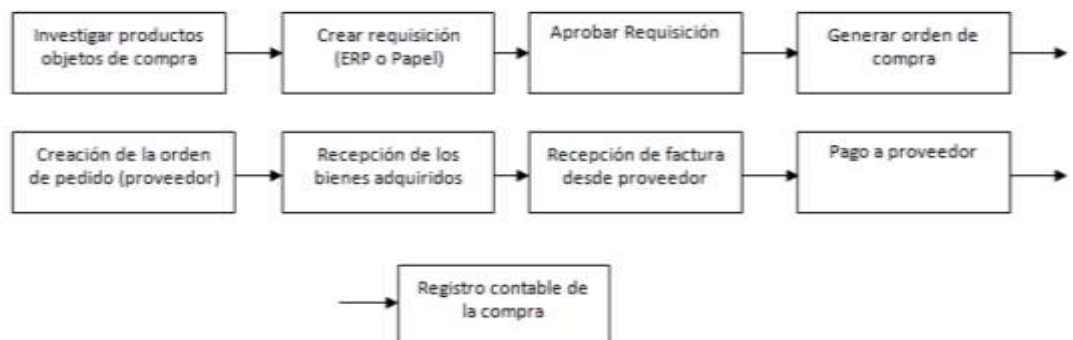 Investigar productos
objetos de compra
Crear requisición
(ERP o Papel)
Aprobar Requisición
Generar orden de
compra
Creación de la orden
de pedido (proveedor)
Recepción de los
bienes adquiridos
Recepción de factura
desde proveedor
Pago a proveedor
Registro contable de
la compra